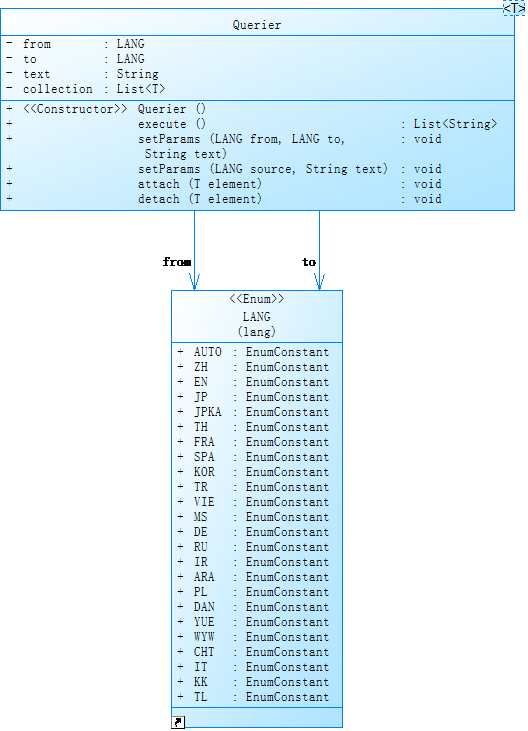 <T>
Querier
- from : LANG
- to : LANG
- text : String
- collection : List<T>
+ <<Constructor>> Querier ()
+ execute () : List<String>
+ setParams (LANG from, LANG to, : void
String text)
+ setParams (LANG source, String text) : void
+ attach (T element) : void
+ detach (T element) : void
from to
<<Enum>>
LANG
(lang)
+ AUTO : EnumConstant
+ ZH : EnumConstant
+ EN : EnumConstant
+ JP : EnumConstant
+ JPKA : EnumConstant
+ TH : EnumConstant
+ FRA : EnumConstant
+ SPA : EnumConstant
+ KOR : EnumConstant
+ TR : EnumConstant
+ VIE : EnumConstant
+ MS : EnumConstant
+ DE : EnumConstant
+ RU : EnumConstant
+ IR : EnumConstant
+ ARA : EnumConstant
+ PL : EnumConstant
+ DAN : EnumConstant
+ YUE : EnumConstant
+ WYW : EnumConstant
+ CHT : EnumConstant
+ IT : EnumConstant
+ KK : EnumConstant
+ TL : EnumConstant